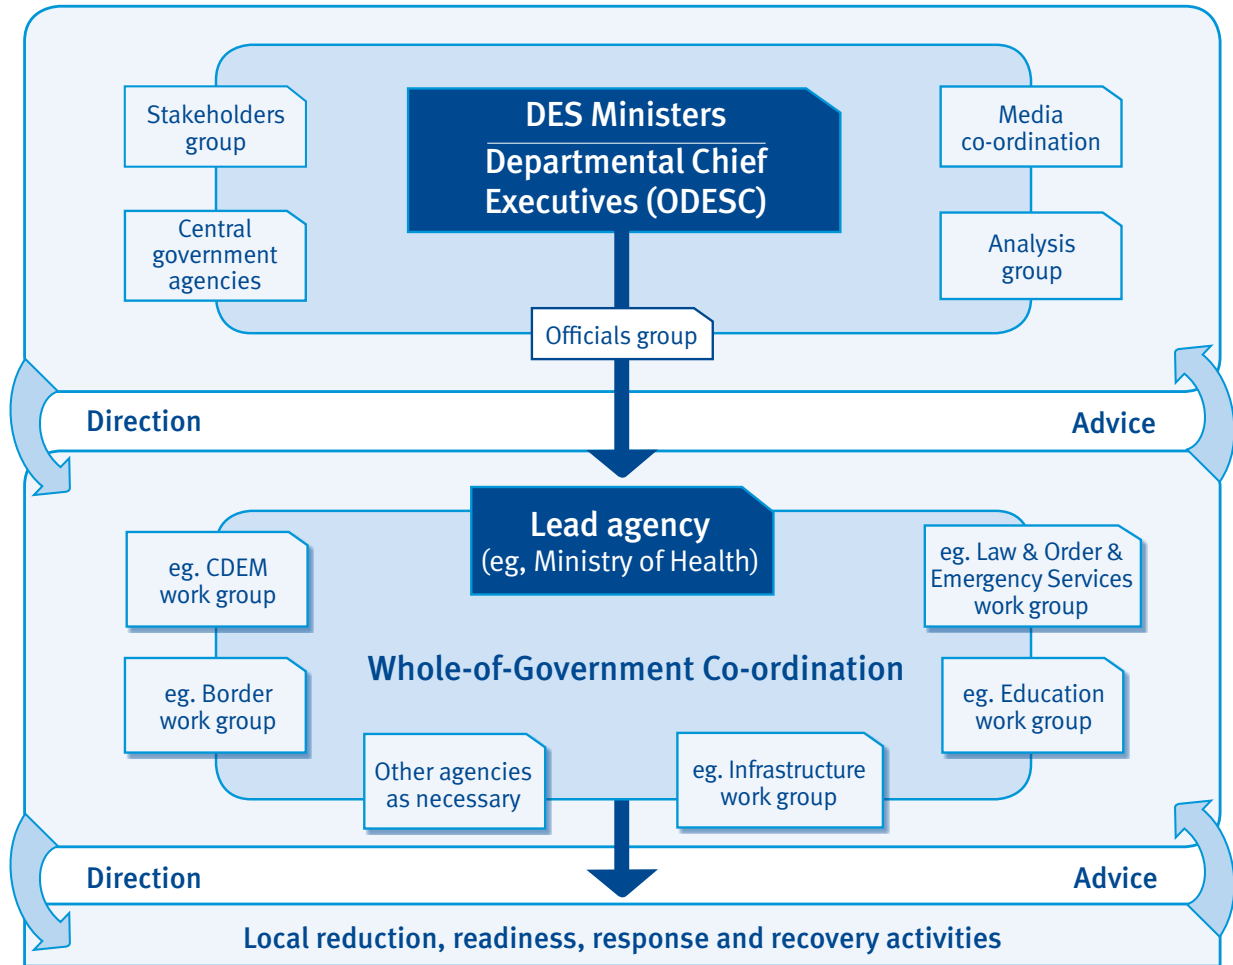 Stakeholders
group
DES Ministers
Departmental Chief
Executives (ODESC)
Media
co-ordination
Central
government
agencies
Analysis
group
Officials group
Direction
Advice
Lead agency
(eg, Ministry of Health)
eg. CDEM
work group
eg. Law & Order &
Emergency Services
work group
Whole-of-Government Co-ordination
eg. Border
work group
eg. Education
work group
Other agencies
as necessary
eg. Infrastructure
work group
Direction
Advice
Local reduction, readiness, response and recovery activities